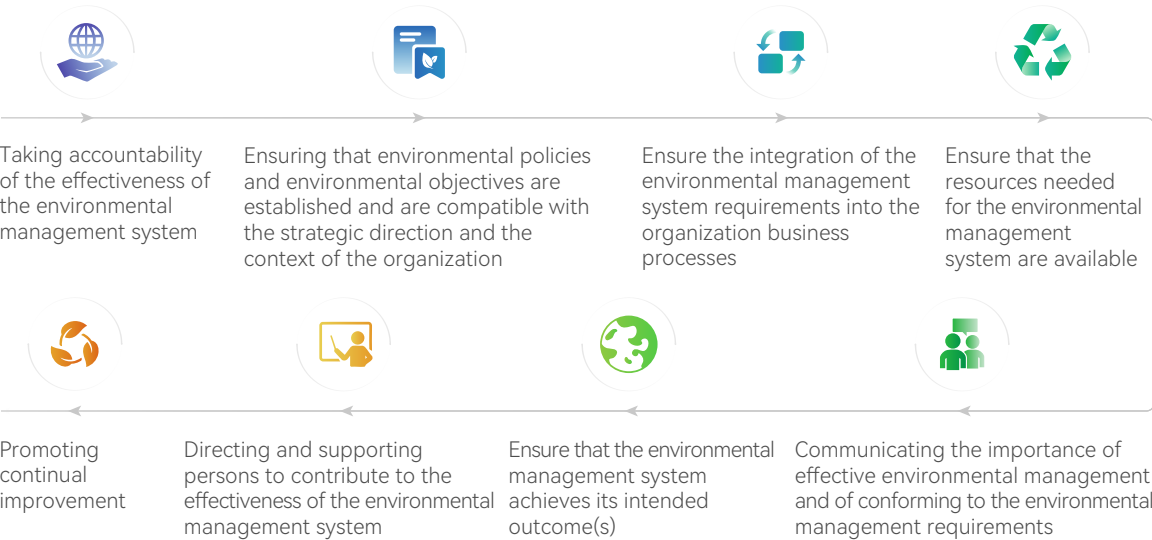 Taking accountability
of the effectiveness of
the environmental
management system
Ensuring that environmental policies
and environmental objectives are
established and are compatible with
the strategic direction and the
context of the organization
Ensure the integration of the
environmental management
system requirements into the
organization business
processes
Ensure that the
resources needed
for the environmental
management
system are available
Promoting
continual
improvement
Directing and supporting
persons to contribute to the
effectiveness of the environmental
management system
Ensure that the environmental
management system
achieves its intended
outcome(s)
Communicating the importance of
effective environmental management
and of conforming to the environmental
management requirements